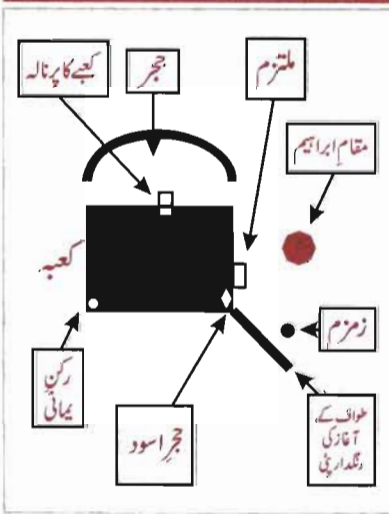 کعبے کا پرنالہ
حجر
ملتزم
مقامِ ابراہیم
کعبہ
زمزم
رکنِ
یمانی
حجرِ اسود
طواف کے
آغاز کی
رنگدار پٹی